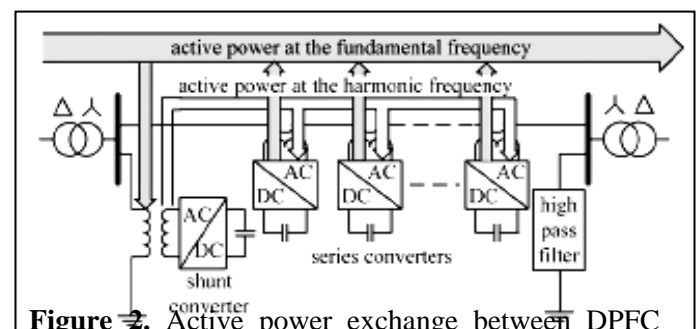 active power at the fundamental frequency
active power at the harmonic frequency
Δ Y
Y Δ
AC
DC
AC
DC
AC
DC
AC
DC
high
pass
filter
series converters
shunt
converter
Figure 2. Active power exchange between DPFC